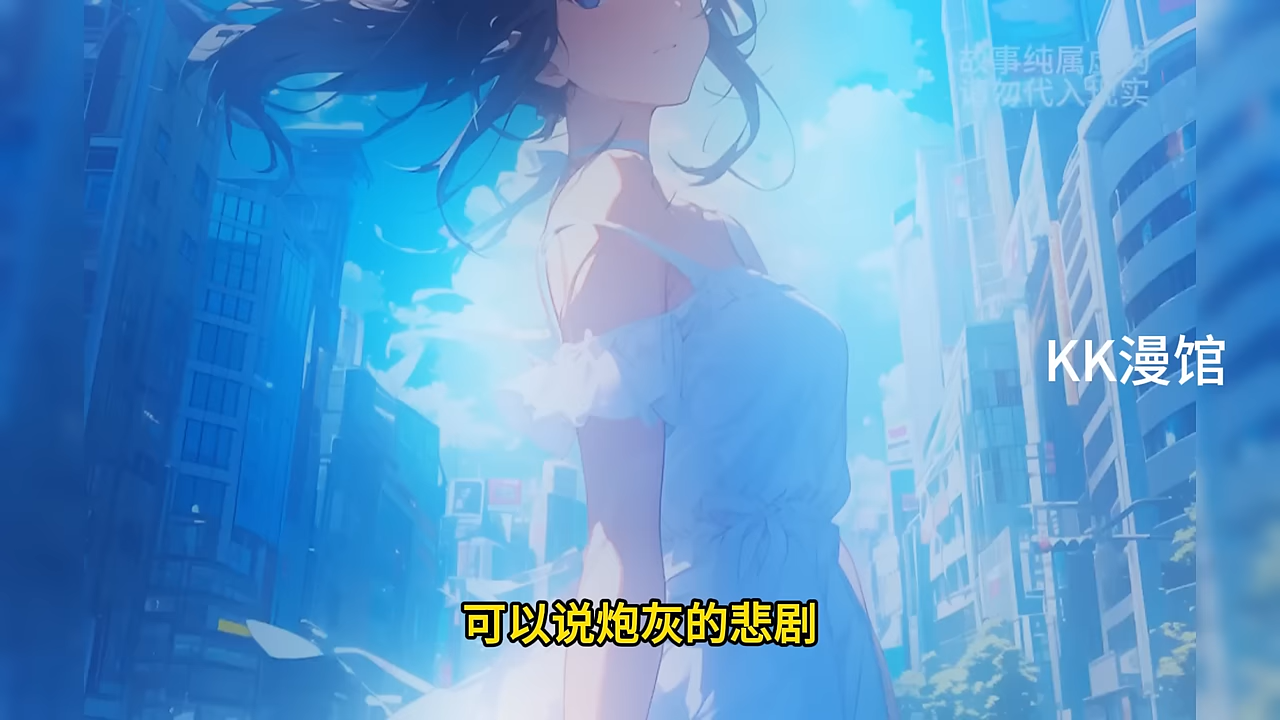 故事纯属虚构
请勿代入现实
KK漫馆
可以说炮灰的悲剧